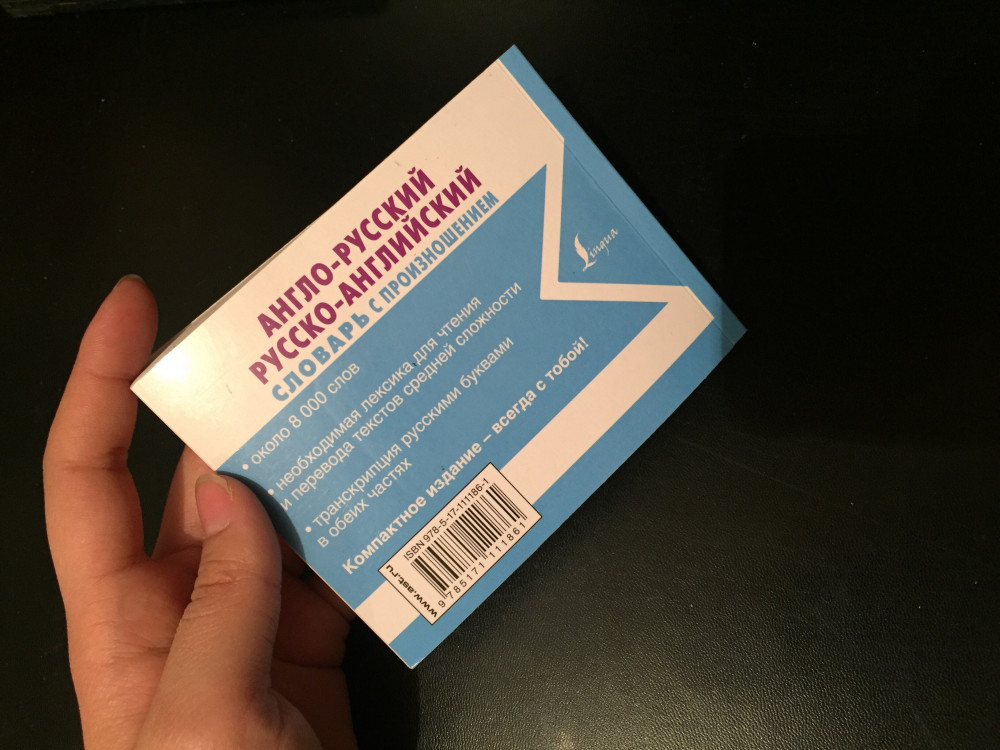 АНГЛО-РУССКИЙ
РУССКО-АНГЛИЙСКИЙ
СЛОВАРЬ С ПРОИЗНОШЕНИЕМ
• около 8 000 слов
• необходимая лексика для чтения
и перевода текстов средней сложности
• транскрипция русскими буквами
в обеих частях
Компактное издание – всегда с тобой!
Lingua
www.ast.ru
ISBN 978-5-17-111186-1
9 785171 111861